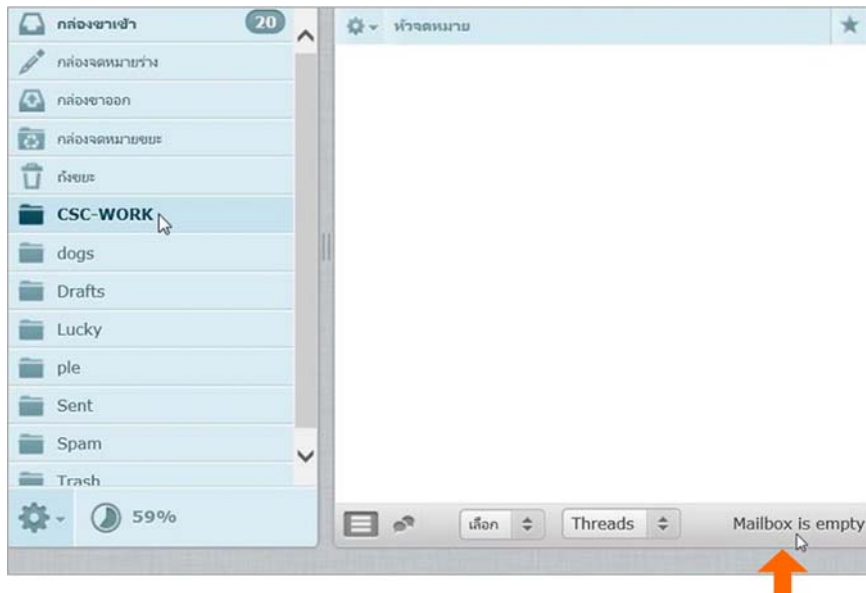 กล่องขาเข้า 20
กล่องจดหมายร่าง
กล่องขาออก
กล่องจดหมายขยะ
ถังขยะ
CSC-WORK
dogs
Drafts
Lucky
ple
Sent
Spam
Trash
59%
หัวจดหมาย
เลือก Threads Mailbox is empty